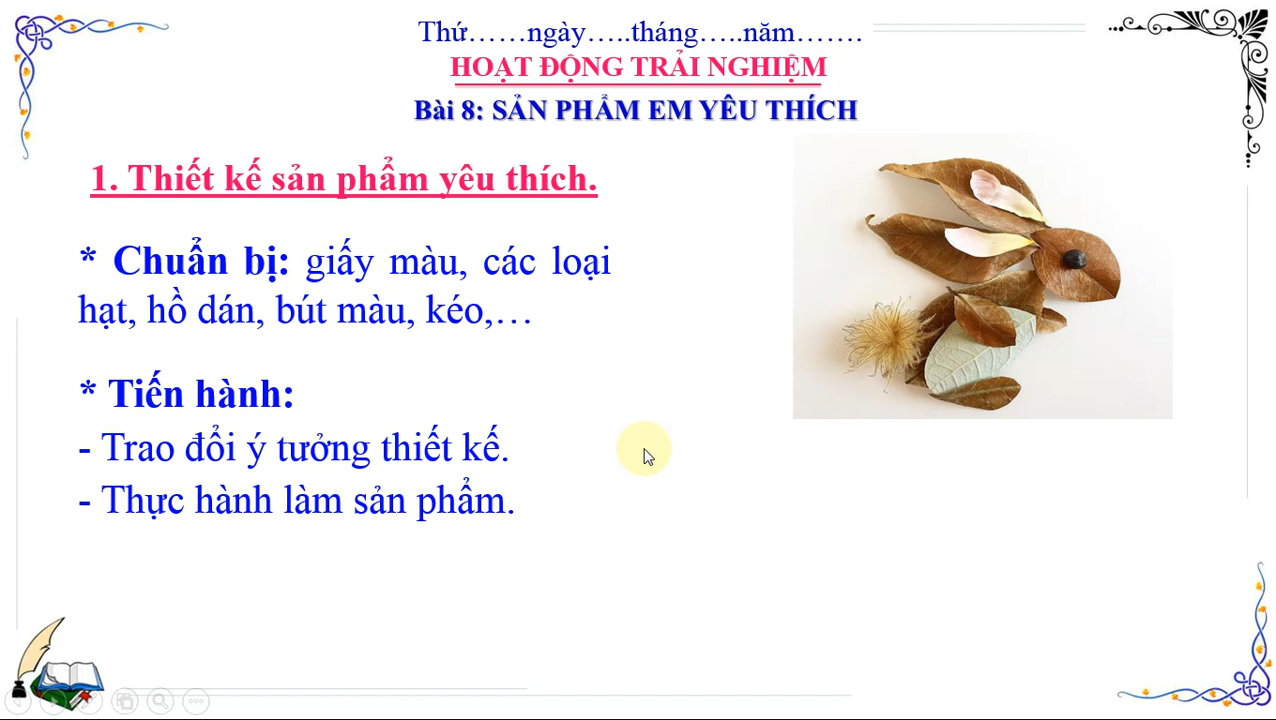 Thứ……ngày…..tháng…..năm…….
HOẠT ĐỘNG TRẢI NGHIỆM
Bài 8: SẢN PHẨM EM YÊU THÍCH
1. Thiết kế sản phẩm yêu thích.
* Chuẩn bị: giấy màu, các loại
hạt, hồ dán, bút màu, kéo,…
* Tiến hành:
- Trao đổi ý tưởng thiết kế.
- Thực hành làm sản phẩm.